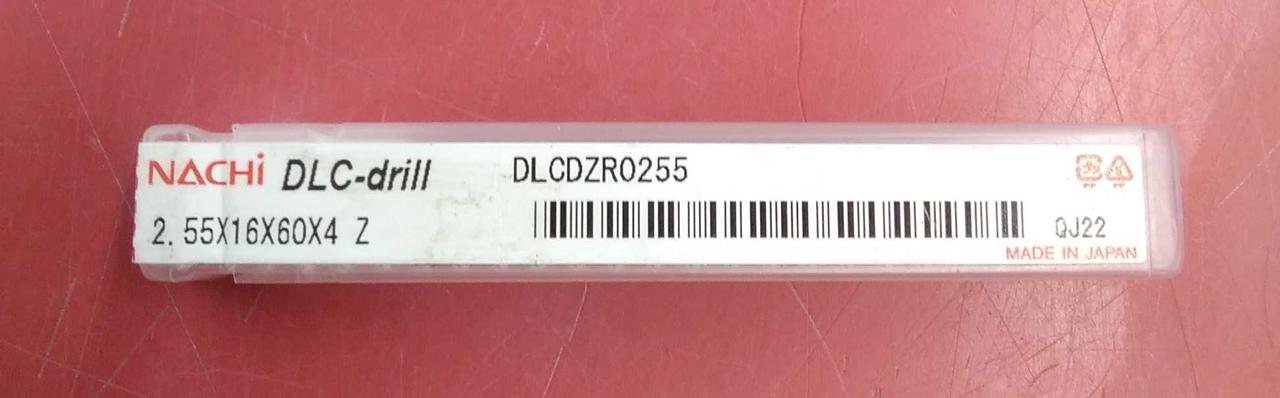 NACHi DLC-drill DLCDZR0255
2.55X16X60X4 Z QJ22
MADE IN JAPAN